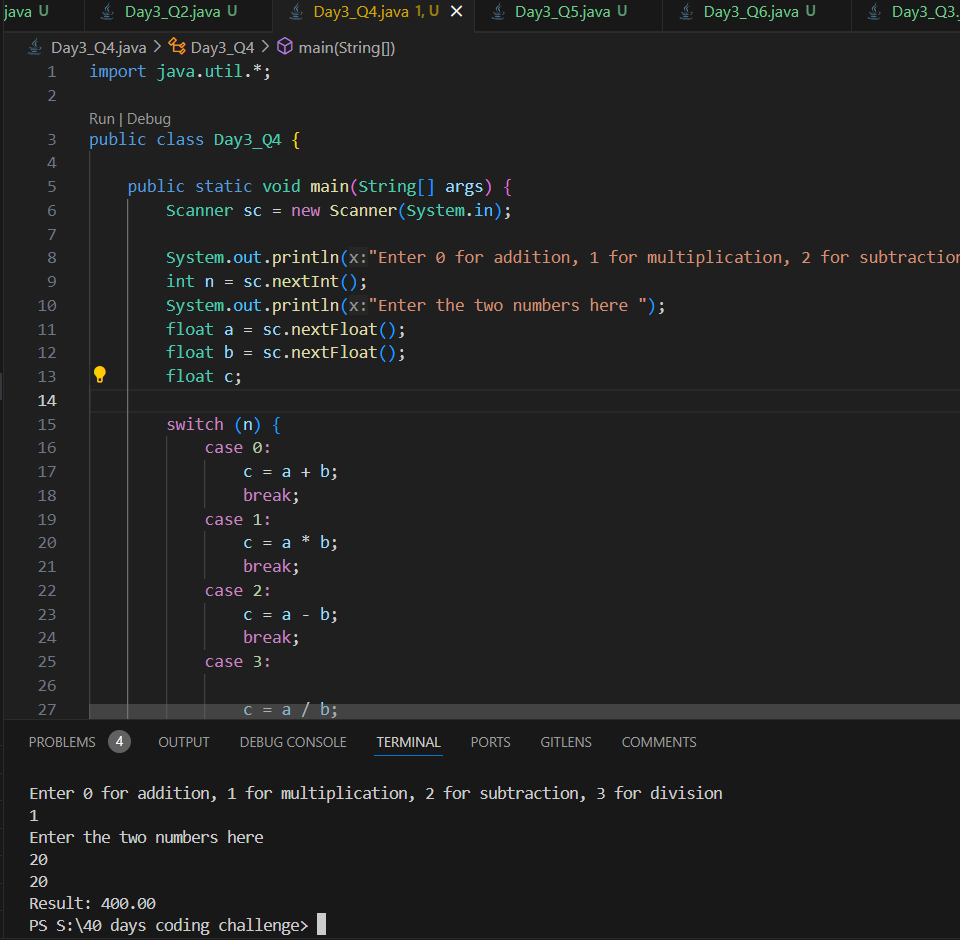 java U Day3_Q2.java U Day3_Q4.java 1, U Day3_Q5.java U Day3_Q6.java U Day3_Q3.
Day3_Q4.java > Day3_Q4 > main(String[])
1 import java.util.*;
2
Run | Debug
3 public class Day3_Q4 {
4
5 public static void main(String[] args) {
6 Scanner sc = new Scanner(System.in);
7
8 System.out.println(x:"Enter 0 for addition, 1 for multiplication, 2 for subtraction
9 int n = sc.nextInt();
10 System.out.println(x:"Enter the two numbers here ");
11 float a = sc.nextFloat();
12 float b = sc.nextFloat();
13 float c;
14
15 switch (n) {
16 case 0:
17 c = a + b;
18 break;
19 case 1:
20 c = a * b;
21 break;
22 case 2:
23 c = a - b;
24 break;
25 case 3:
26
27 c = a / b;
PROBLEMS 4 OUTPUT DEBUG CONSOLE TERMINAL PORTS GITLENS COMMENTS
Enter 0 for addition, 1 for multiplication, 2 for subtraction, 3 for division
1
Enter the two numbers here
20
20
Result: 400.00
PS S:\40 days coding challenge>